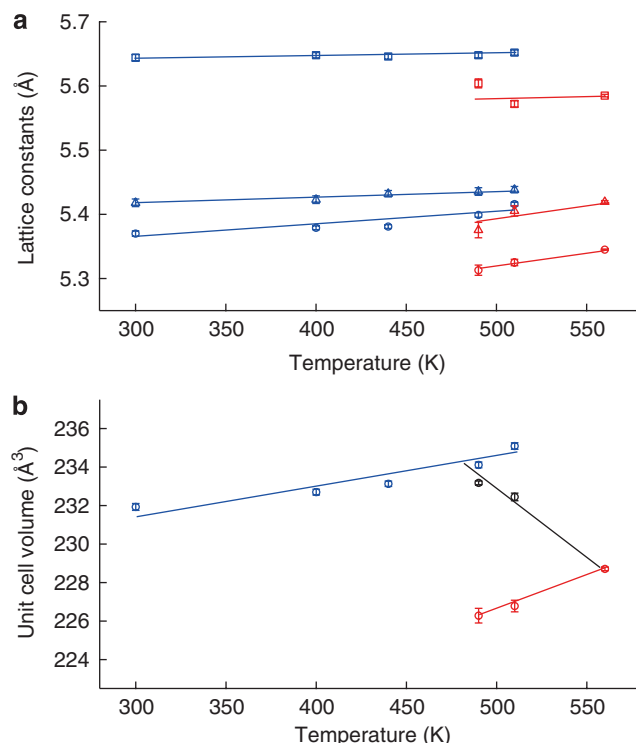 a
Lattice constants (Å)
5.7
5.6
5.5
5.4
5.3
300 350 400 450 500 550
Temperature (K)
b
Unit cell volume (Å³)
236
234
232
230
228
226
224
300 350 400 450 500 550
Temperature (K)